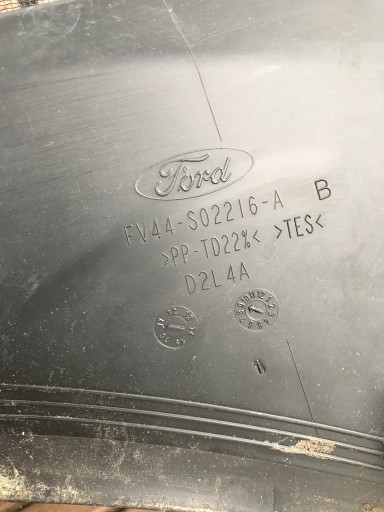 Ford
FV44-S02216-A B
>PP-TD22%< >TES<
D2L4A